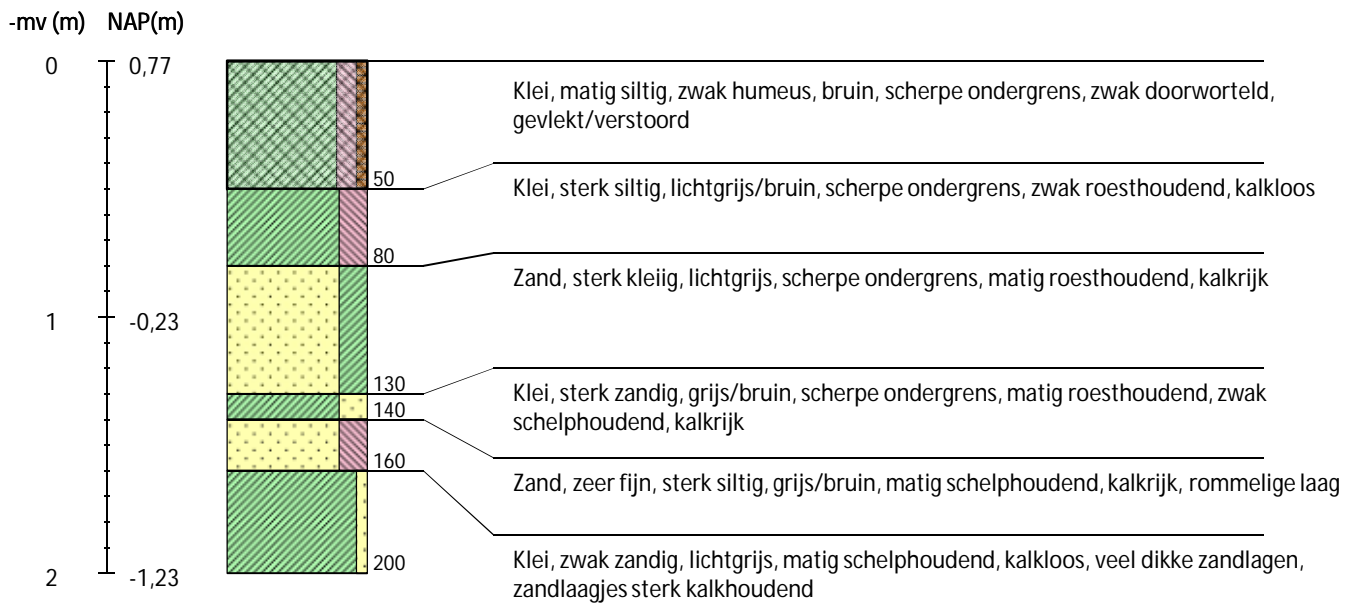 -mv (m) NAP(m)
0 0,77
Klei, matig siltig, zwak humeus, bruin, scherpe ondergrens, zwak doorworteld,
gevlekt/verstoord
50
Klei, sterk siltig, lichtgrijs/bruin, scherpe ondergrens, zwak roesthoudend, kalkloos
80
Zand, sterk kleiig, lichtgrijs, scherpe ondergrens, matig roesthoudend, kalkrijk
1 -0,23
130
Klei, sterk zandig, grijs/bruin, scherpe ondergrens, matig roesthoudend, zwak
schelphoudend, kalkrijk
140
Zand, zeer fijn, sterk siltig, grijs/bruin, matig schelphoudend, kalkrijk, rommelige laag
160
Klei, zwak zandig, lichtgrijs, matig schelphoudend, kalkloos, veel dikke zandlagen,
zandlaagjes sterk kalkhoudend
200
2 -1,23